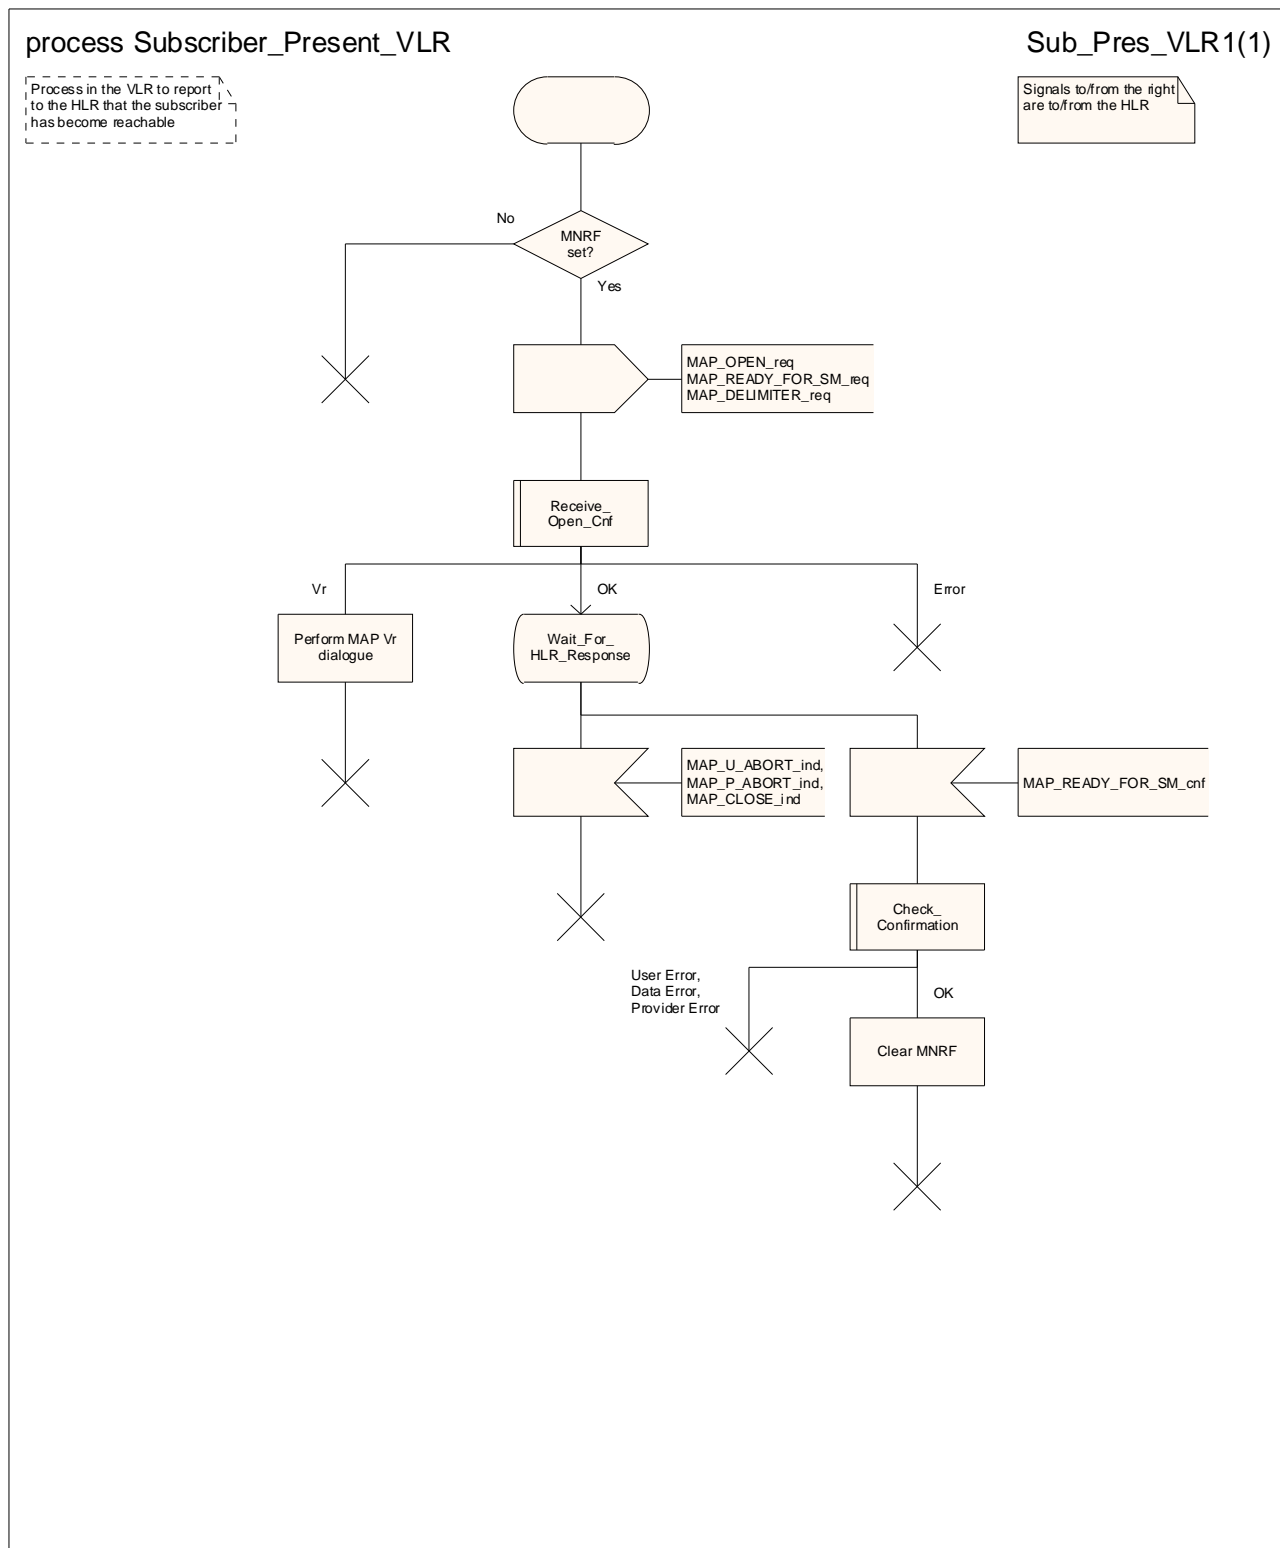 process Subscriber_Present_VLR
Sub_Pres_VLR1(1)
Process in the VLR to report
to the HLR that the subscriber
has become reachable
Signals to/from the right
are to/from the HLR
No
MNRF
set?
Yes
MAP_OPEN_req
MAP_READY_FOR_SM_req
MAP_DELIMITER_req
Receive_
Open_Cnf
Vr
OK
Error
Perform MAP Vr
dialogue
Wait_For_
HLR_Response
MAP_U_ABORT_ind,
MAP_P_ABORT_ind,
MAP_CLOSE_ind
MAP_READY_FOR_SM_cnf
Check_
Confirmation
User Error,
Data Error,
Provider Error
OK
Clear MNRF